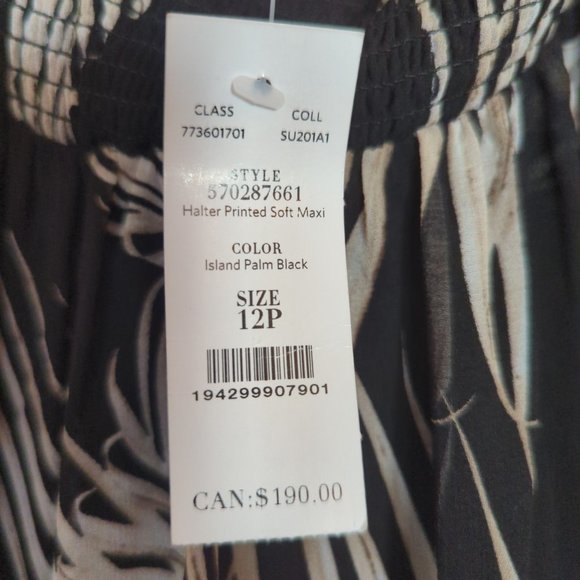 CLASS COLL
773601701 SU201A1
STYLE
570287661
Halter Printed Soft Maxi
COLOR
Island Palm Black
SIZE
12P
194299907901
CAN:$190.00